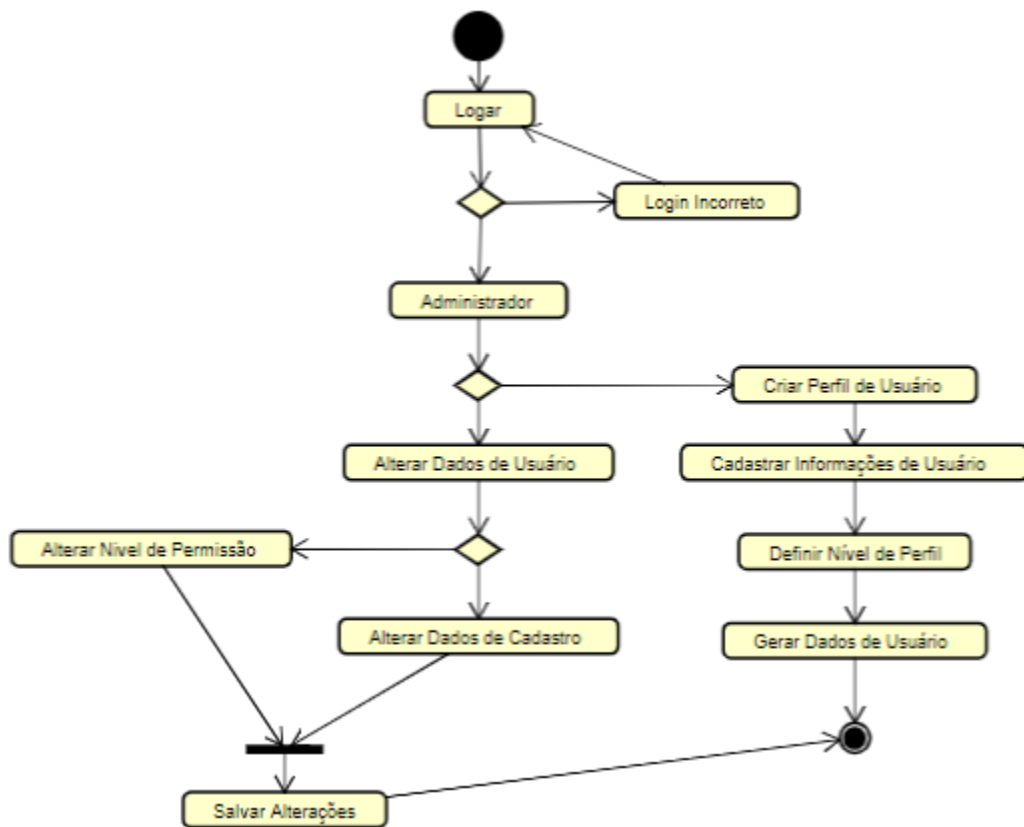 Logar
Login Incorreto
Administrador
Criar Perfil de Usuário
Alterar Dados de Usuário
Cadastrar Informações de Usuário
Alterar Nivel de Permissão
Definir Nível de Perfil
Alterar Dados de Cadastro
Gerar Dados de Usuário
Salvar Alterações